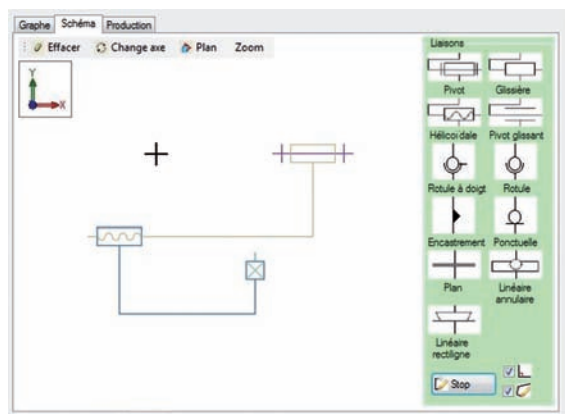 Graphe Schéma Production
Effacer Change axe Plan Zoom
Y
X
Liaisons
Pivot Glissière
Hélicoïdale Pivot glissant
Rotule à doigt Rotule
Encastrement Ponctuelle
Plan Linéaire
annulaire
Linéaire
rectiligne
Stop